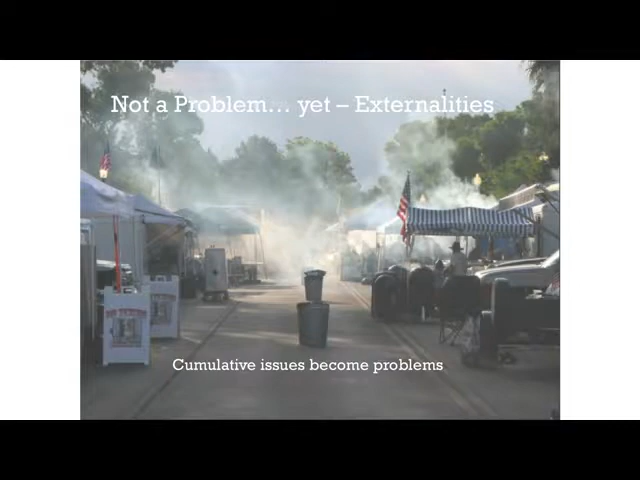 Not a Problem… yet – Externalities
Cumulative issues become problems